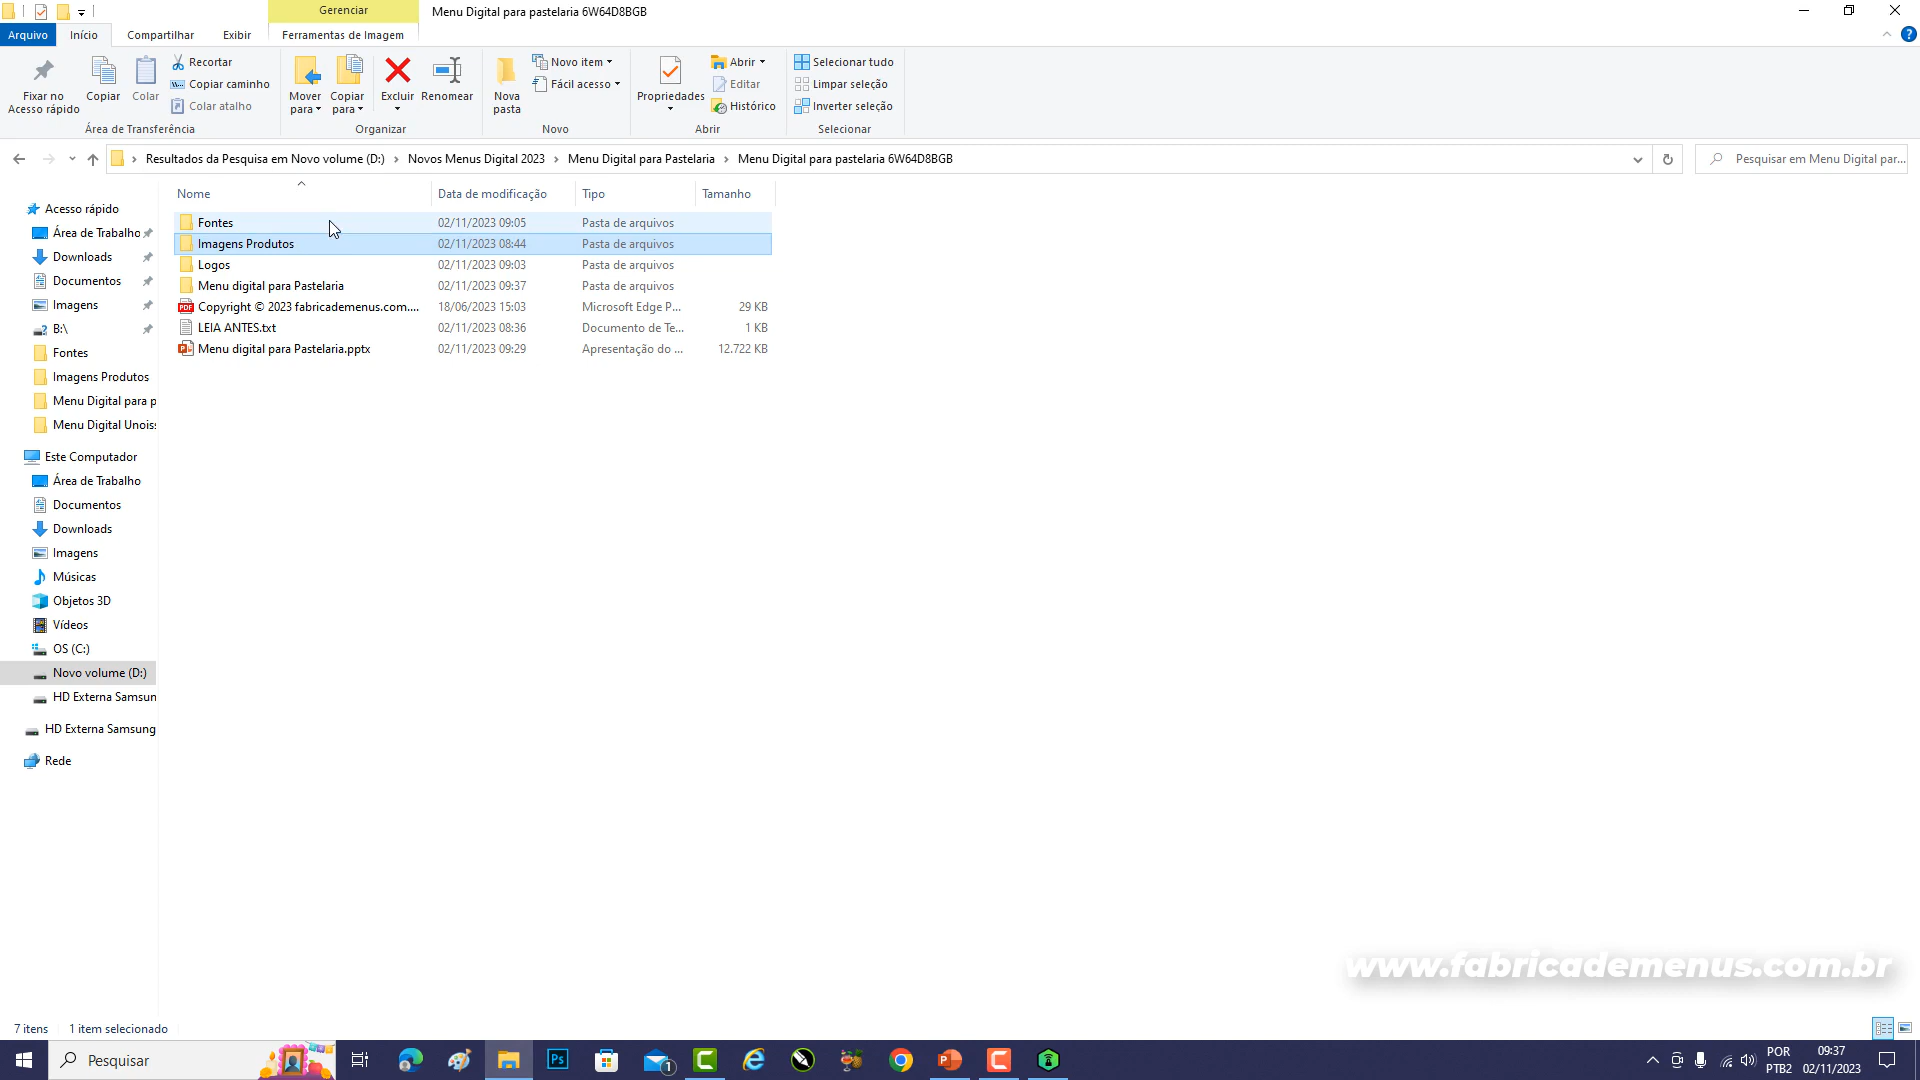 Gerenciar
Menu Digital para pastelaria 6W64D8BGB
Arquivo
Início
Compartilhar
Exibir
Ferramentas de Imagem
Fixar no Acesso rápido
Copiar
Colar
Recortar
Copiar caminho
Colar atalho
Área de Transferência
Mover para
Copiar para
Excluir
Renomear
Organizar
Nova pasta
Novo item
Fácil acesso
Novo
Propriedades
Abrir
Editar
Histórico
Abrir
Selecionar tudo
Limpar seleção
Inverter seleção
Selecionar
Resultados da Pesquisa em Novo volume (D:) › Novos Menus Digital 2023 › Menu Digital para Pastelaria › Menu Digital para pastelaria 6W64D8BGB
Pesquisar em Menu Digital par...
Nome Data de modificação Tipo Tamanho
Fontes 02/11/2023 09:05 Pasta de arquivos
Imagens Produtos 02/11/2023 08:44 Pasta de arquivos
Logos 02/11/2023 09:03 Pasta de arquivos
Menu digital para Pastelaria 02/11/2023 09:37 Pasta de arquivos
Copyright © 2023 fabricademenus.com.... 18/06/2023 15:03 Microsoft Edge P... 29 KB
LEIA ANTES.txt 02/11/2023 08:36 Documento de Te... 1 KB
Menu digital para Pastelaria.pptx 02/11/2023 09:29 Apresentação do ... 12.722 KB
Acesso rápido
Área de Trabalho
Downloads
Documentos
Imagens
B:\
Fontes
Imagens Produtos
Menu Digital para p
Menu Digital Unois
Este Computador
Área de Trabalho
Documentos
Downloads
Imagens
Músicas
Objetos 3D
Vídeos
OS (C:)
Novo volume (D:)
HD Externa Samsun
HD Externa Samsung
Rede
www.fabricademenus.com.br
7 itens
1 item selecionado
Pesquisar
Ps
1
POR
PTB2
09:37
02/11/2023